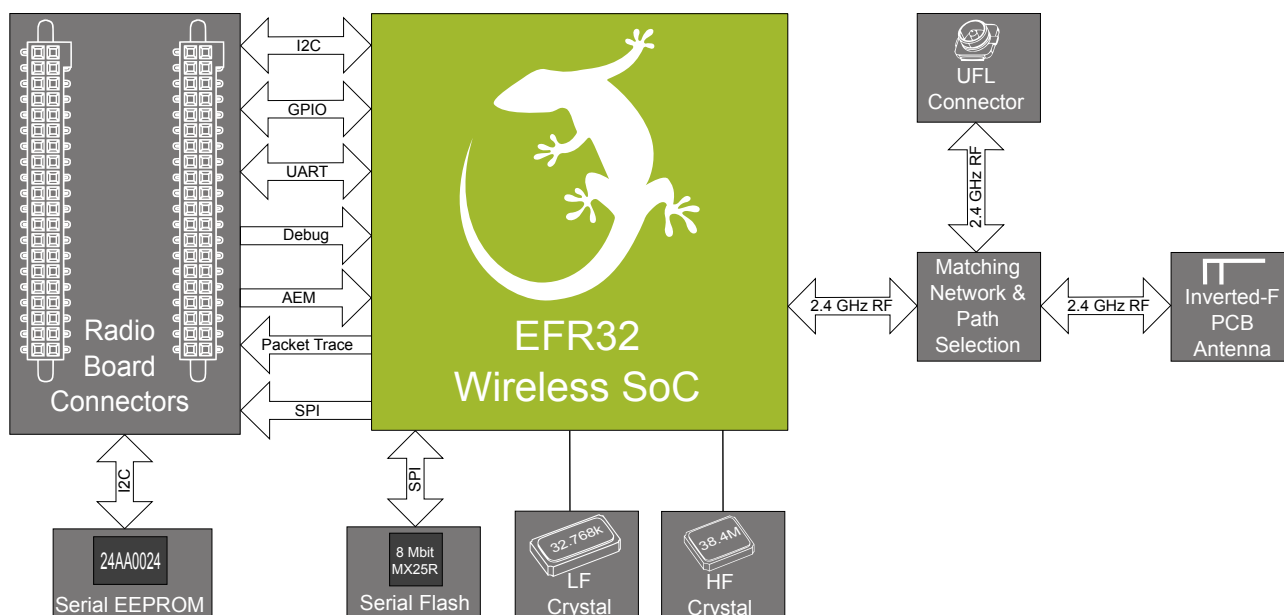 I2C
GPIO
UART
Debug
AEM
Packet Trace
SPI
Radio
Board
Connectors
EFR32
Wireless SoC
UFL
Connector
2.4 GHz RF
2.4 GHz RF
Matching
Network &
Path
Selection
2.4 GHz RF
Inverted-F
PCB
Antenna
I2C
24AA0024
Serial EEPROM
SPI
8 Mbit
MX25R
Serial Flash
32.768k
LF
Crystal
38.4M
HF
Crystal